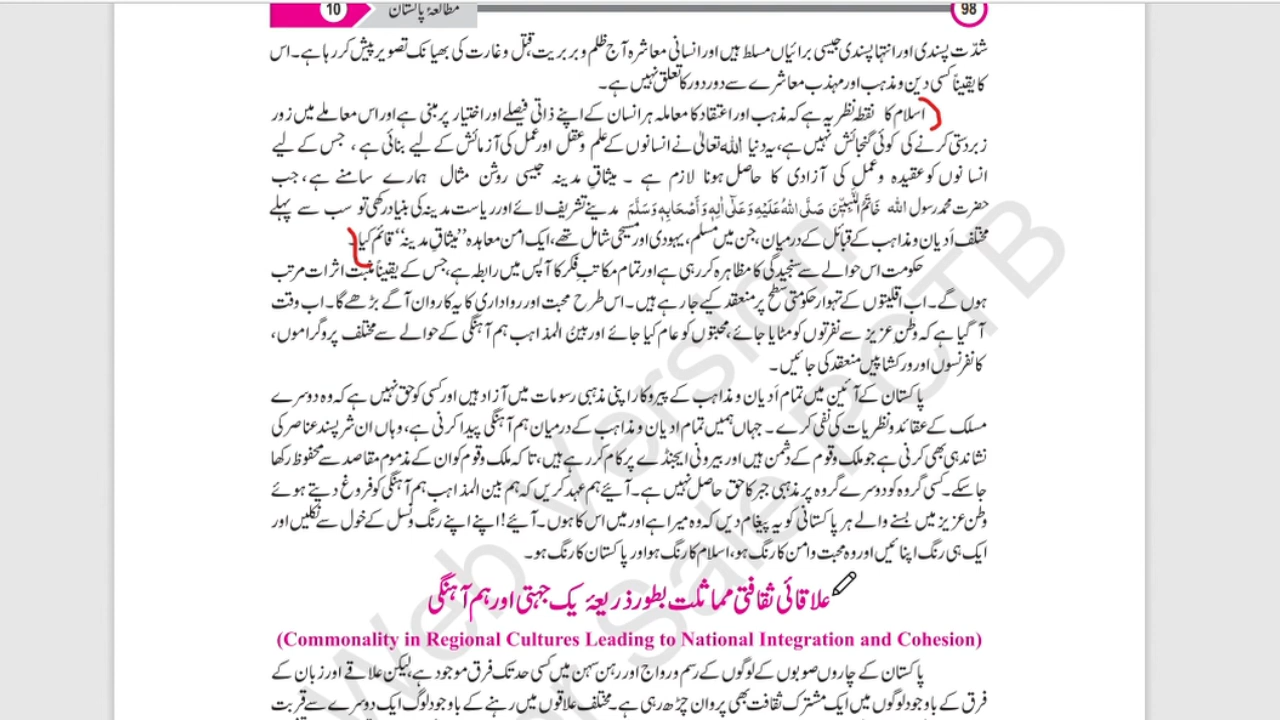 10
مطالعۂ پاکستان
98
شدّت پسندی اور انتہا پسندی جیسی برائیاں مسلط ہیں اور انسانی معاشرہ آج ظلم و بربریت، قتل و غارت کی بھیانک تصویر پیش کر رہا ہے۔ اس
کا یقیناً کسی دین و مذہب اور مہذب معاشرے سے دور دور کا تعلق نہیں ہے۔
اسلام کا نقطہ نظر یہ ہے کہ مذہب اور اعتقاد کا معاملہ ہر انسان کے اپنے ذاتی فیصلے اور اختیار پر مبنی ہے اور اس معاملے میں زور
زبردستی کرنے کی کوئی گنجائش نہیں ہے، یہ دنیا اللہ تعالیٰ نے انسانوں کے علم و عقل اور عمل کی آزمائش کے لیے بنائی ہے، جس کے لیے
انسانوں کو عقیدہ و عمل کی آزادی کا حاصل ہونا لازم ہے۔ میثاقِ مدینہ جیسی روشن مثال ہمارے سامنے ہے، جب
حضرت محمد رسول اللہ خَاتَمُ النَّبِیّٖنَ صَلَّی اللہُ عَلَیْہِ وَعَلٰٓی اٰلِہٖ وَاَصْحَابِہٖ وَسَلَّمَ مدینے تشریف لائے اور ریاست مدینہ کی بنیاد رکھی تو سب سے پہلے
مختلف اَدیان و مذاہب کے قبائل کے درمیان، جن میں مسلم، یہودی اور مسیحی شامل تھے، ایک امن معاہدہ ”میثاقِ مدینہ“ قائم کیا۔
حکومت اس حوالے سے سنجیدگی کا مظاہرہ کر رہی ہے اور تمام مکاتبِ فکر کا آپس میں رابطہ ہے، جس کے یقیناً مثبت اثرات مرتب
ہوں گے۔ اب اقلیتوں کے تہوار حکومتی سطح پر منعقد کیے جا رہے ہیں۔ اس طرح محبت اور رواداری کا یہ کارواں آگے بڑھے گا۔ اب وقت
آ گیا ہے کہ وطنِ عزیز سے نفرتوں کو مٹایا جائے، محبتوں کو عام کیا جائے اور بینُ المذاہب ہم آہنگی کے حوالے سے مختلف پروگراموں،
کانفرنسوں اور ورکشاپیں منعقد کی جائیں۔
پاکستان کے آئین میں تمام اَدیان و مذاہب کے پیروکار اپنی مذہبی رسومات میں آزاد ہیں اور کسی کو حق نہیں ہے کہ وہ دوسرے
مسلک کے عقائد و نظریات کی نفی کرے۔ جہاں ہمیں تمام ادیان و مذاہب کے درمیان ہم آہنگی پیدا کرنی ہے، وہاں ان شرپسند عناصر کی
نشاندہی بھی کرنی ہے جو ملک و قوم کے دشمن ہیں اور بیرونی ایجنڈے پر کام کر رہے ہیں، تاکہ ملک و قوم کو ان کے مذموم مقاصد سے محفوظ رکھا
جا سکے۔ کسی گروہ کو دوسرے گروہ پر مذہبی جبر کا حق حاصل نہیں ہے۔ آیئے ہم عہد کریں کہ ہم بین المذاہب ہم آہنگی کو فروغ دیتے ہوئے
وطن عزیز میں بسنے والے ہر پاکستانی کو یہ پیغام دیں کہ وہ میرا ہے اور میں اس کا ہوں۔ آیئے! اپنے اپنے رنگ و نسل کے خول سے نکلیں اور
ایک ہی رنگ اپنائیں اور وہ محبت و امن کا رنگ ہو، اسلام کا رنگ ہو اور پاکستان کا رنگ ہو۔
علاقائی ثقافتی مماثلت بطور ذریعۂ یک جہتی اور ہم آہنگی
(Commonality in Regional Cultures Leading to National Integration and Cohesion)
پاکستان کے چاروں صوبوں کے لوگوں کے رسم و رواج اور رہن سہن میں کسی حد تک فرق موجود ہے، لیکن علاقے اور زبان کے
فرق کے باوجود لوگوں میں ایک مشترک ثقافت بھی پروان چڑھ رہی ہے۔ مختلف علاقوں میں رہنے کے باوجود لوگ ایک دوسرے سے قربت
Web Version
Sale PCTB